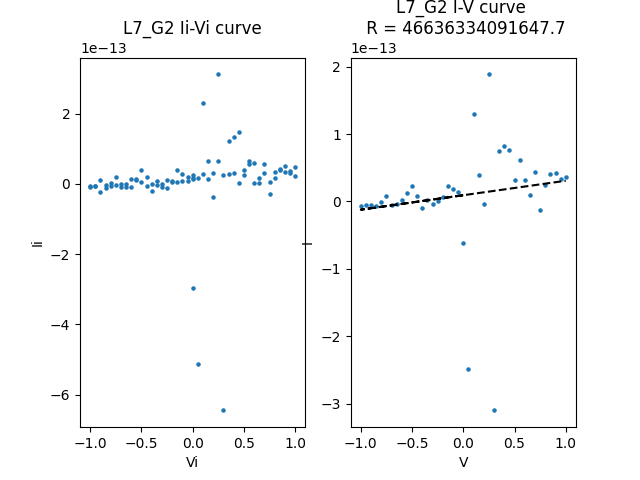 L7_G2 Ii-Vi curve
1e−13
2
0
−2
−4
−6
Ii
−1.0 −0.5 0.0 0.5 1.0
Vi
L7_G2 I-V curve
R = 46636334091647.7
1e−13
2
1
0
−1
−2
−3
I
−1.0 −0.5 0.0 0.5 1.0
V